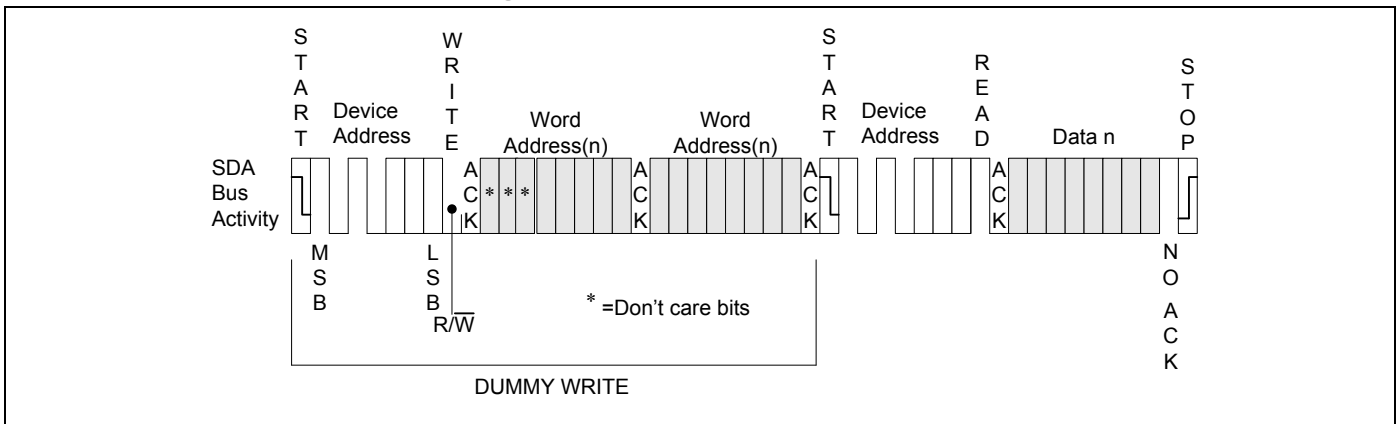 START
WRITE
START
READ
STOP
Device
Address
Word
Address(n)
Word
Address(n)
Device
Address
Data n
SDA
Bus
Activity
ACK
* * *
ACK
ACK
ACK
MSB
LSB
R/W̅
* =Don't care bits
NO ACK
DUMMY WRITE